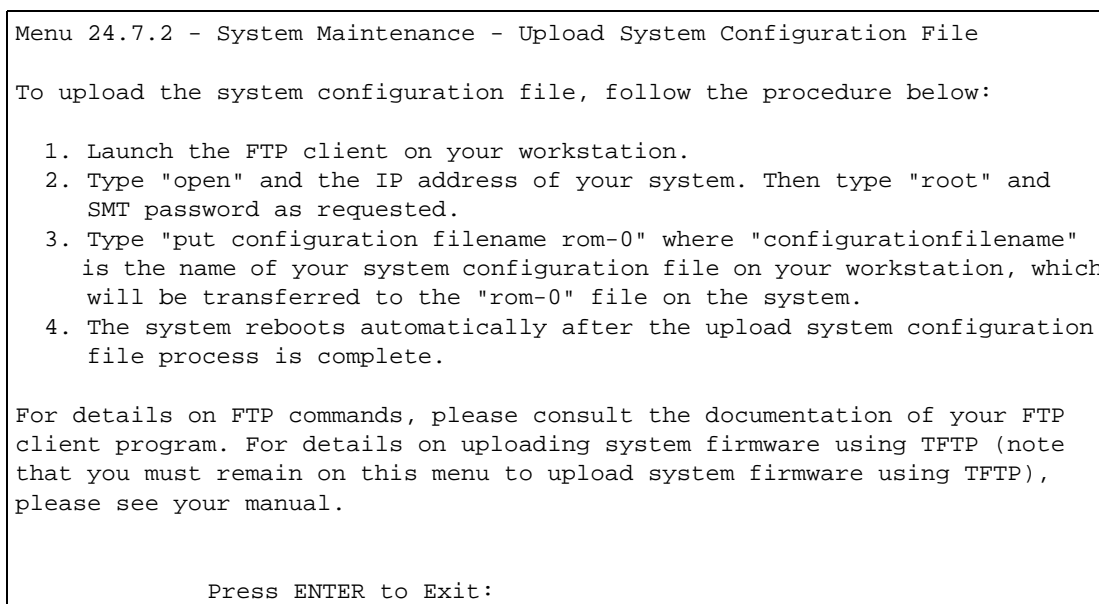 Menu 24.7.2 - System Maintenance - Upload System Configuration File
To upload the system configuration file, follow the procedure below:
1. Launch the FTP client on your workstation.
2. Type "open" and the IP address of your system. Then type "root" and
SMT password as requested.
3. Type "put configuration filename rom-0" where "configurationfilename"
is the name of your system configuration file on your workstation, which
will be transferred to the "rom-0" file on the system.
4. The system reboots automatically after the upload system configuration
file process is complete.
For details on FTP commands, please consult the documentation of your FTP
client program. For details on uploading system firmware using TFTP (note
that you must remain on this menu to upload system firmware using TFTP),
please see your manual.
Press ENTER to Exit: